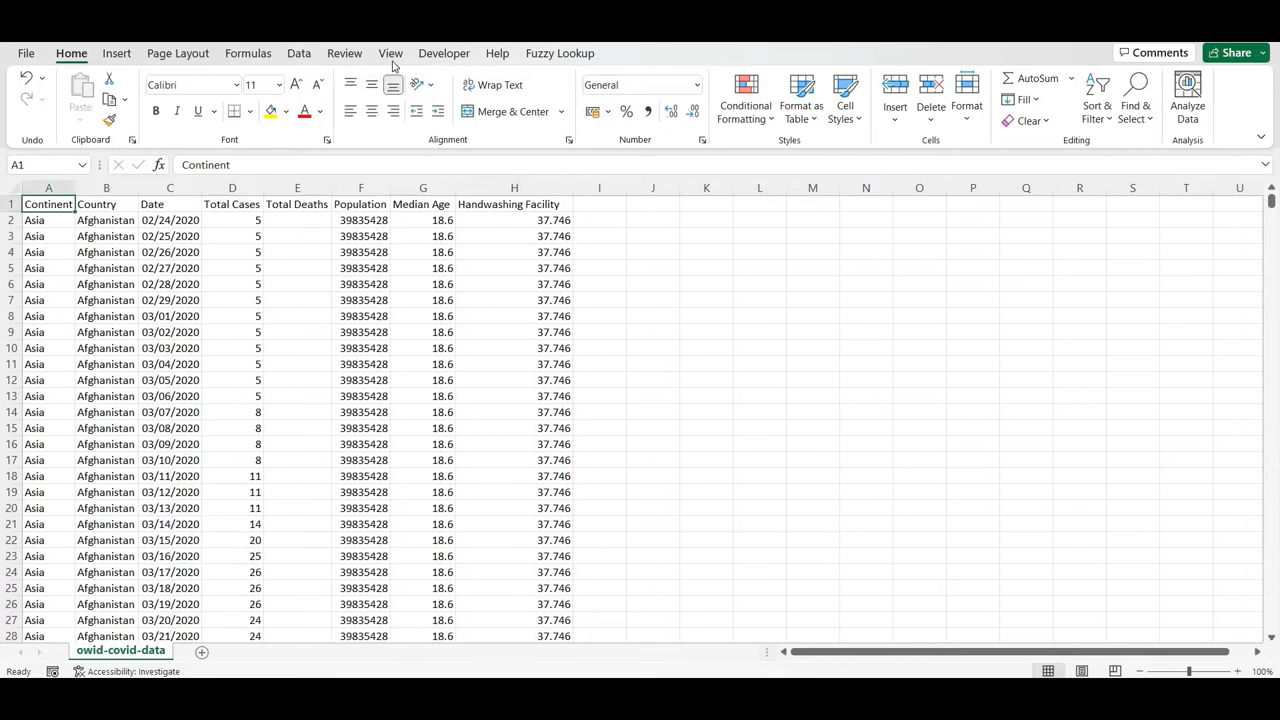 File Home Insert Page Layout Formulas Data Review View Developer Help Fuzzy Lookup Comments Share
Calibri 11 Wrap Text General AutoSum
Paste Conditional Formatting Format as Table Cell Styles Insert Delete Format Fill Sort & Filter Find & Select Analyze Data
B I U A Merge & Center % Clear
Undo Clipboard Font Alignment Number Styles Cells Editing Analysis
A1 fx Continent
A B C D E F G H I J K L M N O P Q R S T U
1 Continent Country Date Total Cases Total Deaths Population Median Age Handwashing Facility
2 Asia Afghanistan 02/24/2020 5 39835428 18.6 37.746
3 Asia Afghanistan 02/25/2020 5 39835428 18.6 37.746
4 Asia Afghanistan 02/26/2020 5 39835428 18.6 37.746
5 Asia Afghanistan 02/27/2020 5 39835428 18.6 37.746
6 Asia Afghanistan 02/28/2020 5 39835428 18.6 37.746
7 Asia Afghanistan 02/29/2020 5 39835428 18.6 37.746
8 Asia Afghanistan 03/01/2020 5 39835428 18.6 37.746
9 Asia Afghanistan 03/02/2020 5 39835428 18.6 37.746
10 Asia Afghanistan 03/03/2020 5 39835428 18.6 37.746
11 Asia Afghanistan 03/04/2020 5 39835428 18.6 37.746
12 Asia Afghanistan 03/05/2020 5 39835428 18.6 37.746
13 Asia Afghanistan 03/06/2020 5 39835428 18.6 37.746
14 Asia Afghanistan 03/07/2020 8 39835428 18.6 37.746
15 Asia Afghanistan 03/08/2020 8 39835428 18.6 37.746
16 Asia Afghanistan 03/09/2020 8 39835428 18.6 37.746
17 Asia Afghanistan 03/10/2020 8 39835428 18.6 37.746
18 Asia Afghanistan 03/11/2020 11 39835428 18.6 37.746
19 Asia Afghanistan 03/12/2020 11 39835428 18.6 37.746
20 Asia Afghanistan 03/13/2020 11 39835428 18.6 37.746
21 Asia Afghanistan 03/14/2020 14 39835428 18.6 37.746
22 Asia Afghanistan 03/15/2020 20 39835428 18.6 37.746
23 Asia Afghanistan 03/16/2020 25 39835428 18.6 37.746
24 Asia Afghanistan 03/17/2020 26 39835428 18.6 37.746
25 Asia Afghanistan 03/18/2020 26 39835428 18.6 37.746
26 Asia Afghanistan 03/19/2020 26 39835428 18.6 37.746
27 Asia Afghanistan 03/20/2020 24 39835428 18.6 37.746
28 Asia Afghanistan 03/21/2020 24 39835428 18.6 37.746
owid-covid-data
Ready Accessibility: Investigate 100%